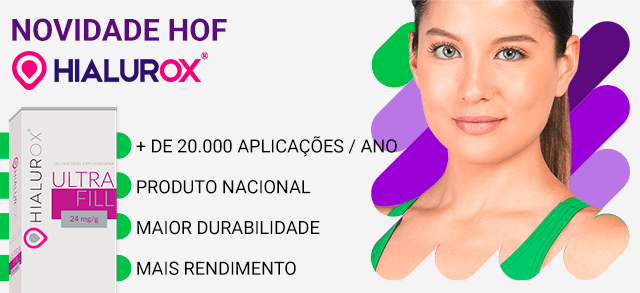 NOVIDADE HOF
HIALUROX®
+ DE 20.000 APLICAÇÕES / ANO
PRODUTO NACIONAL
MAIOR DURABILIDADE
MAIS RENDIMENTO
HIALUROX
ULTRA
FILL
24 mg/g